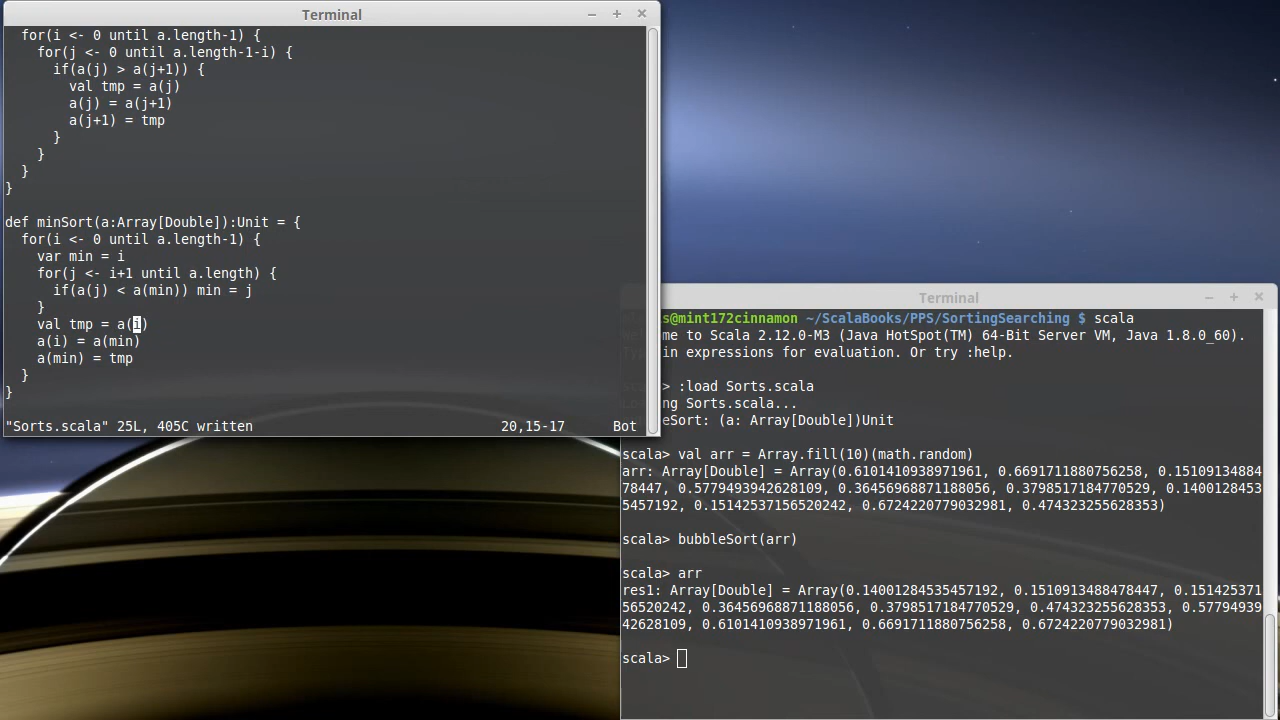 Terminal
for(i <- 0 until a.length-1) {
for(j <- 0 until a.length-1-i) {
if(a(j) > a(j+1)) {
val tmp = a(j)
a(j) = a(j+1)
a(j+1) = tmp
}
}
}
}
def minSort(a:Array[Double]):Unit = {
for(i <- 0 until a.length-1) {
var min = i
for(j <- i+1 until a.length) {
if(a(j) < a(min)) min = j
}
val tmp = a(i)
a(i) = a(min)
a(min) = tmp
}
}
"Sorts.scala" 25L, 405C written 20,15-17 Bot
Terminal
s@mint172cinnamon ~/ScalaBooks/PPS/SortingSearching $ scala
Welcome to Scala 2.12.0-M3 (Java HotSpot(TM) 64-Bit Server VM, Java 1.8.0_60).
Type in expressions for evaluation. Or try :help.
scala> :load Sorts.scala
Loading Sorts.scala...
bubbleSort: (a: Array[Double])Unit
scala> val arr = Array.fill(10)(math.random)
arr: Array[Double] = Array(0.6101410938971961, 0.6691711880756258, 0.15109134884
78447, 0.5779493942628109, 0.36456968871188056, 0.3798517184770529, 0.1400128453
5457192, 0.15142537156520242, 0.6724220779032981, 0.474323255628353)
scala> bubbleSort(arr)
scala> arr
res1: Array[Double] = Array(0.14001284535457192, 0.1510913488478447, 0.151425371
56520242, 0.36456968871188056, 0.3798517184770529, 0.474323255628353, 0.57794939
42628109, 0.6101410938971961, 0.6691711880756258, 0.6724220779032981)
scala>